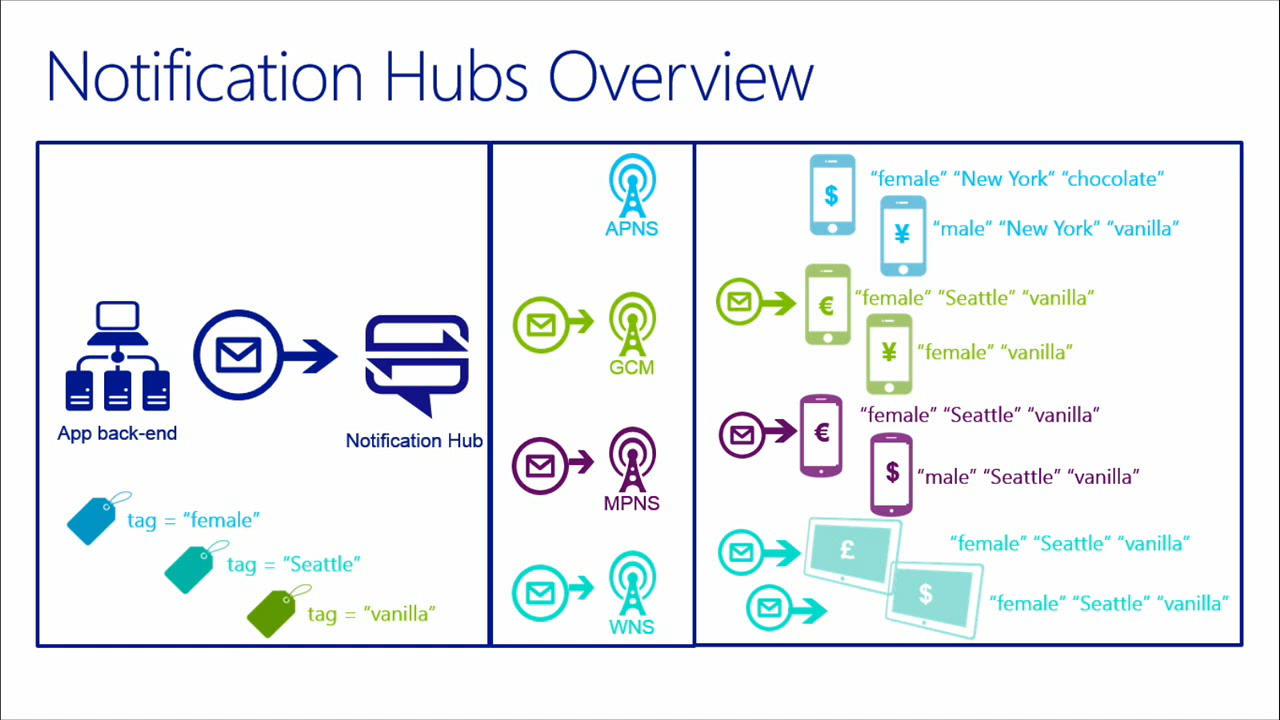 Notification Hubs Overview
App back-end
Notification Hub
tag = “female”
tag = “Seattle”
tag = “vanilla”
APNS
GCM
MPNS
WNS
$
“female” “New York” “chocolate”
¥
“male” “New York” “vanilla”
€
“female” “Seattle” “vanilla”
¥
“female” “vanilla”
€
“female” “Seattle” “vanilla”
$
“male” “Seattle” “vanilla”
£
“female” “Seattle” “vanilla”
$
“female” “Seattle” “vanilla”